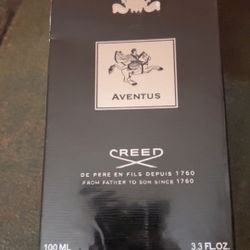 AVENTUS
CREED
DE PERE EN FILS DEPUIS 1760
FROM FATHER TO SON SINCE 1760
100 ML 3.3 FL.OZ.